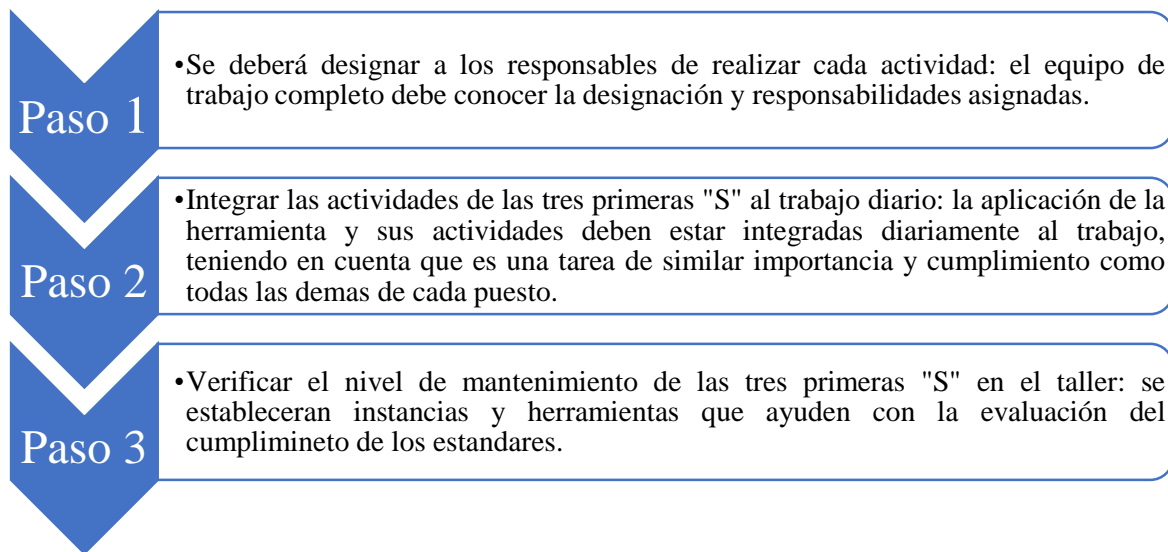 Paso 1
•Se deberá designar a los responsables de realizar cada actividad: el equipo de
trabajo completo debe conocer la designación y responsabilidades asignadas.
Paso 2
•Integrar las actividades de las tres primeras "S" al trabajo diario: la aplicación de la
herramienta y sus actividades deben estar integradas diariamente al trabajo,
teniendo en cuenta que es una tarea de similar importancia y cumplimiento como
todas las demas de cada puesto.
Paso 3
•Verificar el nivel de mantenimiento de las tres primeras "S" en el taller: se
estableceran instancias y herramientas que ayuden con la evaluación del
cumplimineto de los estandares.